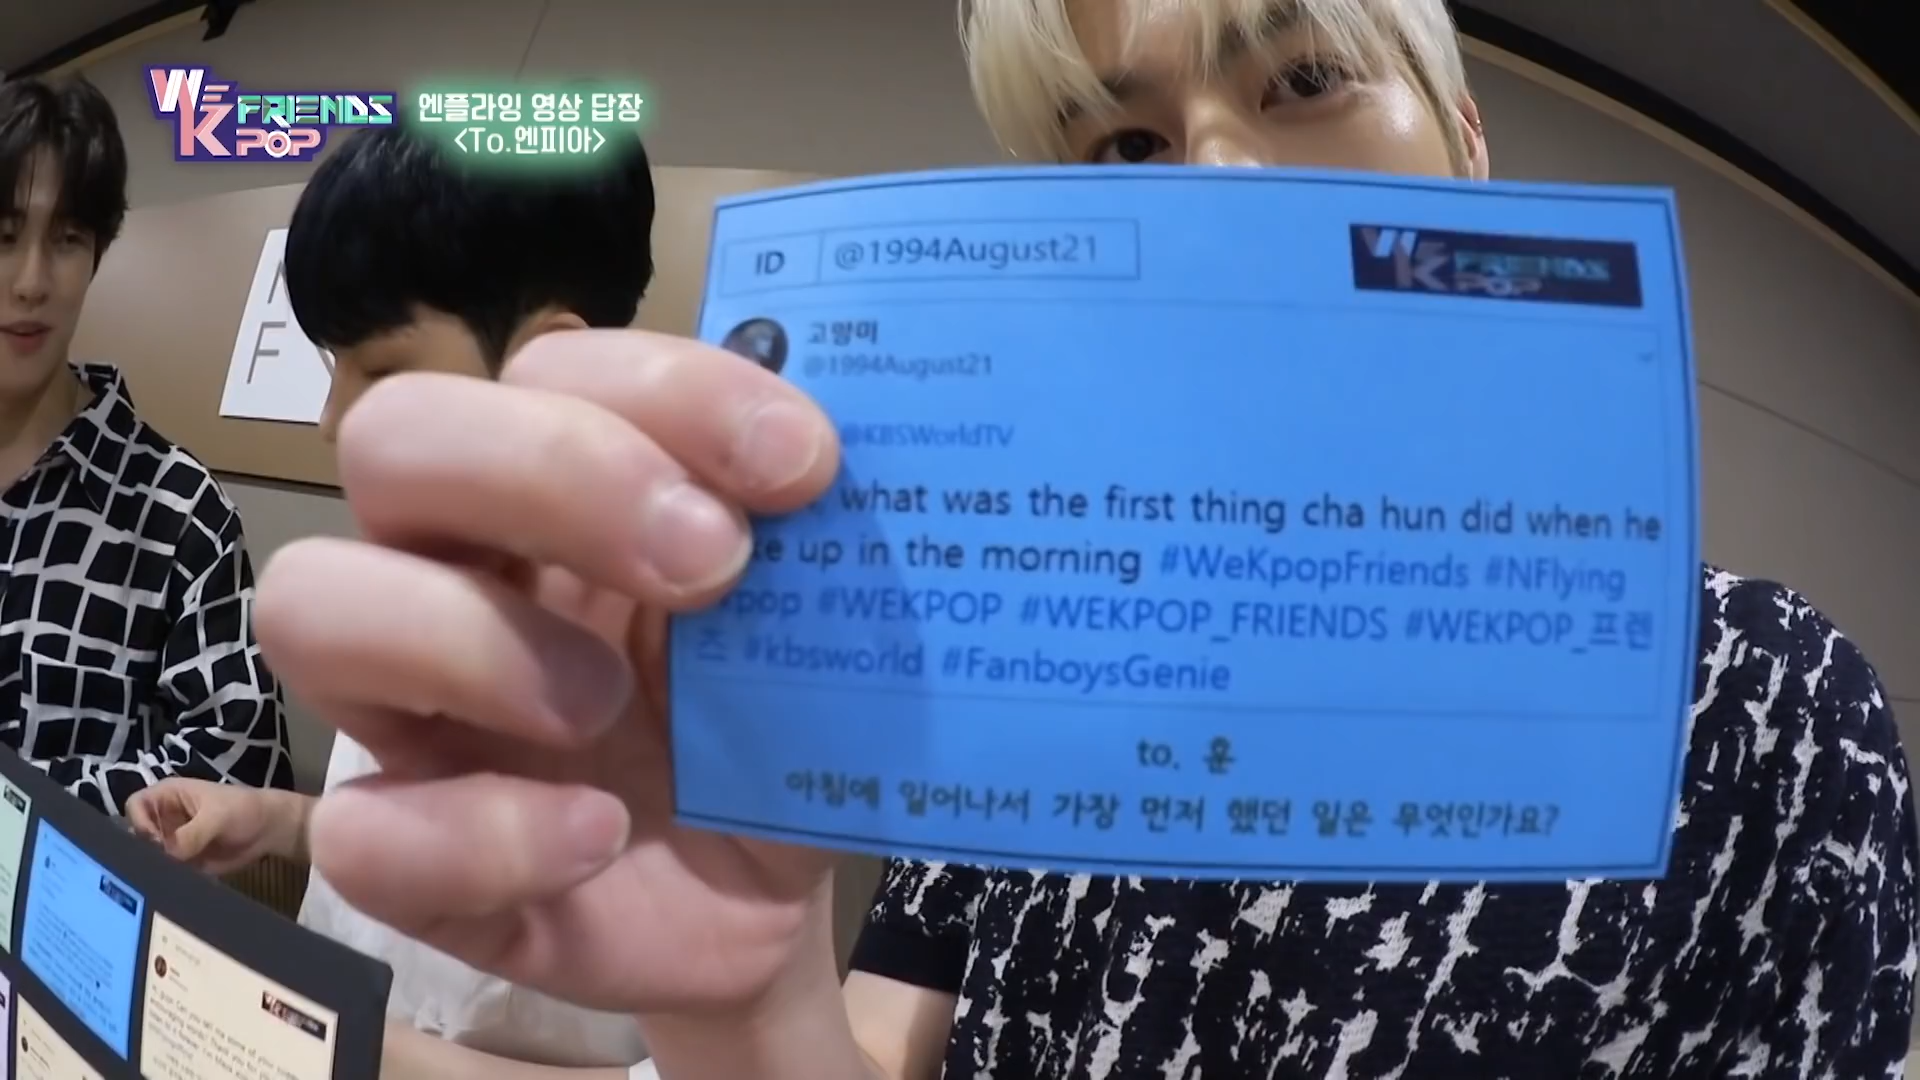 WE K FRIENDS POP
엔플라잉 영상 답장
<To.엔피아>
N
F
ID @1994August21
WE K FRIENDS POP
고양미
@1994August21
@KBSWorldTV
what was the first thing cha hun did when he
ke up in the morning #WeKpopFriends #NFlying
pop #WEKPOP #WEKPOP_FRIENDS #WEKPOP_프렌
즈 #kbsworld #FanboysGenie
to. 훈
아침에 일어나서 가장 먼저 했던 일은 무엇인가요?